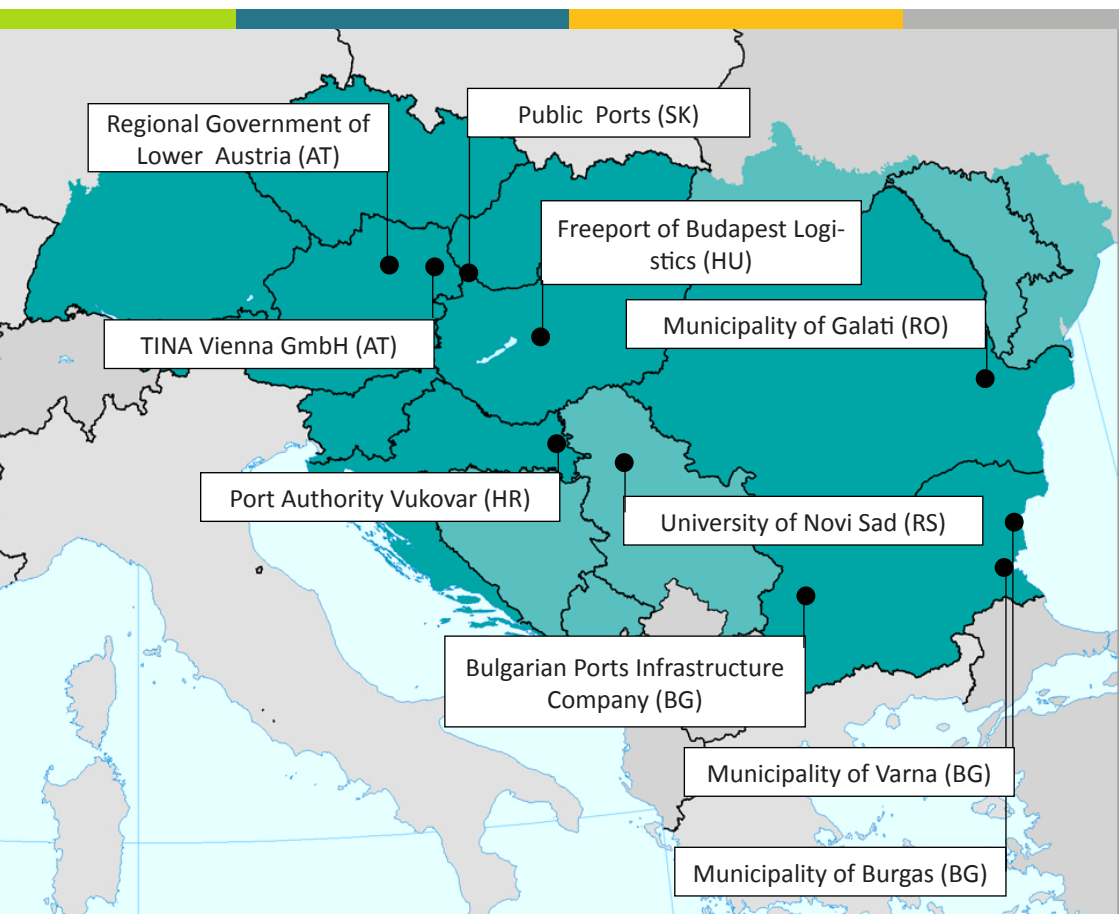 Public Ports (SK)
Regional Government of
Lower Austria (AT)
Freeport of Budapest Logi-
stics (HU)
Municipality of Galati (RO)
TINA Vienna GmbH (AT)
Port Authority Vukovar (HR)
University of Novi Sad (RS)
Bulgarian Ports Infrastructure
Company (BG)
Municipality of Varna (BG)
Municipality of Burgas (BG)